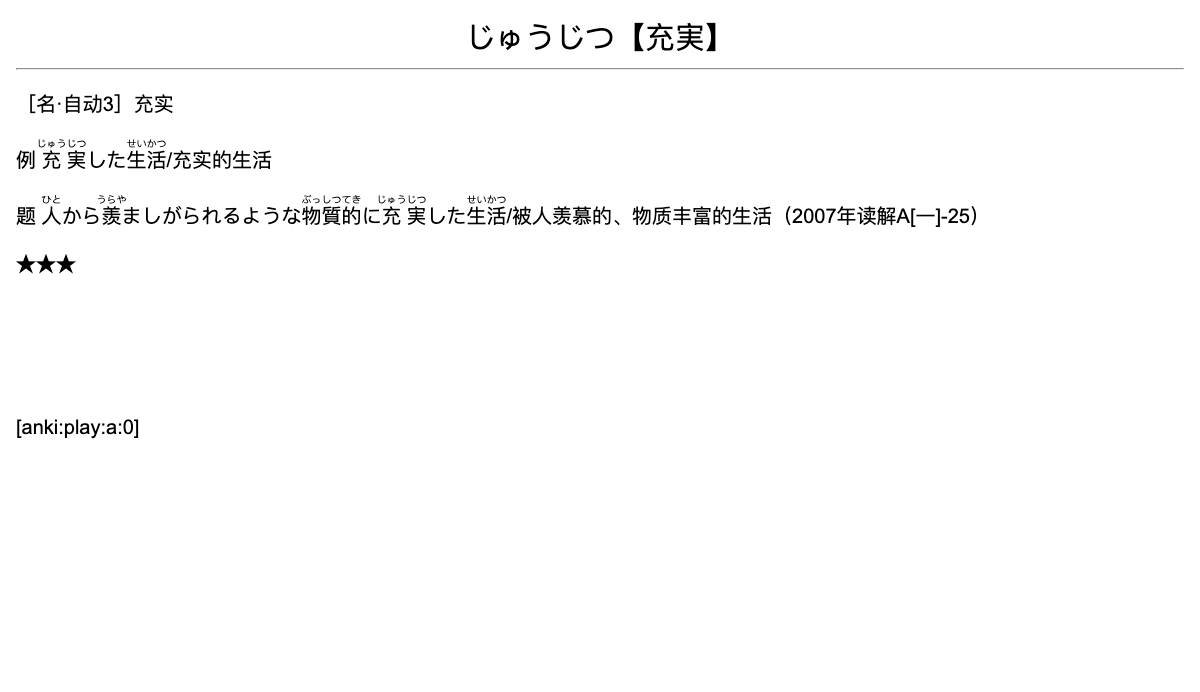 じゅうじつ【充実】
［名·自动3］充实
例 充実した生活/充实的生活
じゅうじつ せいかつ
題 人から羨ましがられるような物質的に充実した生活/被人羡慕的、物质丰富的生活（2007年读解A[一]-25）
ひと うらや ぶっしつてき じゅうじつ せいかつ
★★★
[anki:play:a:0]